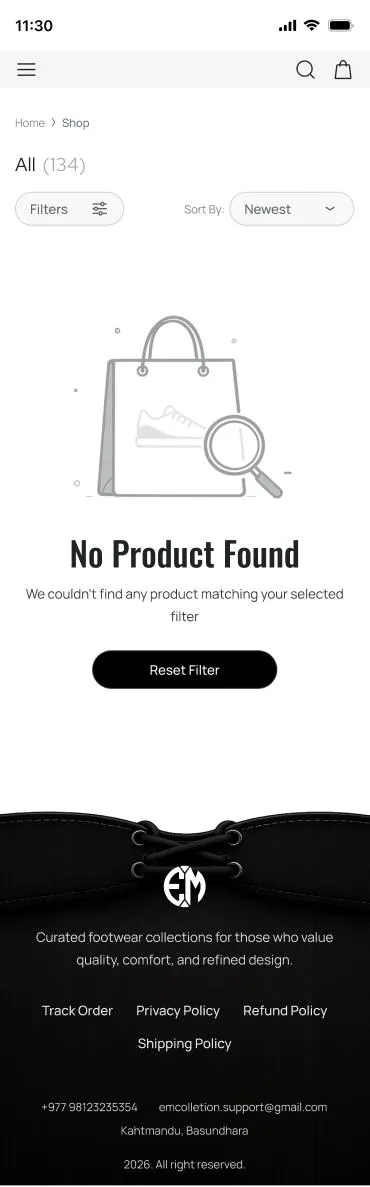 11:30
Home > Shop
All (134)
Filters
Sort By: Newest
No Product Found
We couldn't find any product matching your selected
filter
Reset Filter
EM
Curated footwear collections for those who value
quality, comfort, and refined design.
Track Order Privacy Policy Refund Policy
Shipping Policy
+977 98123235354 emcolletion.support@gmail.com
Kahtmandu, Basundhara
2026. All right reserved.